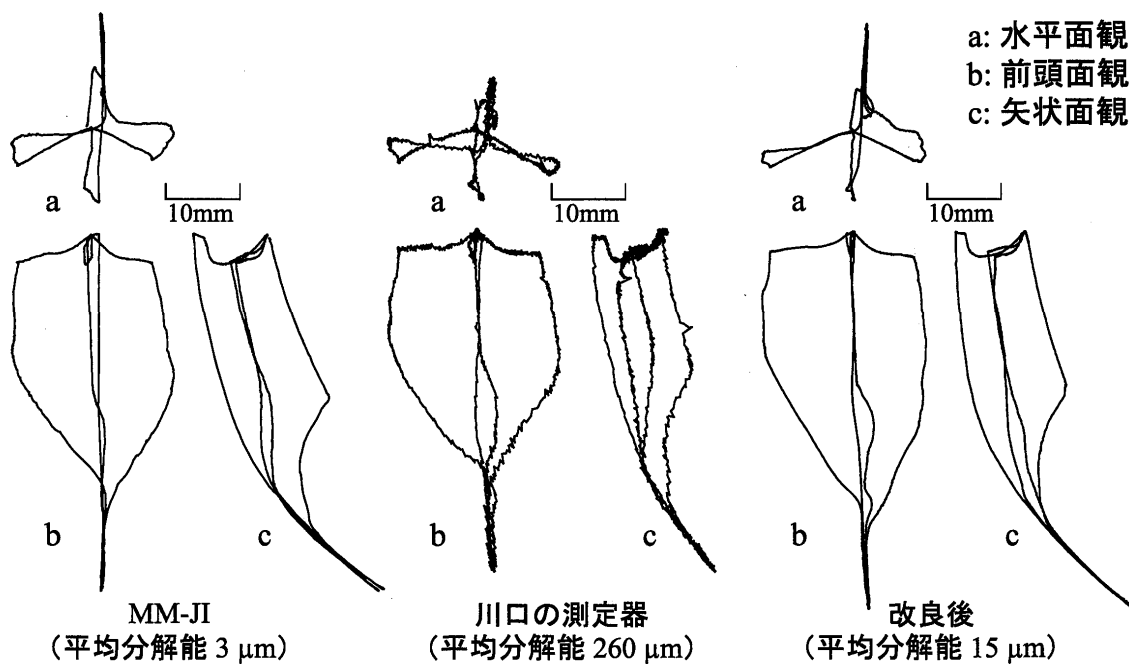 a: 水平面観
b: 前頭面観
c: 矢状面観
a
10mm
a
10mm
a
10mm
b
c
b
c
b
c
MM-JI
(平均分解能 3 μm)
川口の測定器
(平均分解能 260 μm)
改良後
(平均分解能 15 μm)